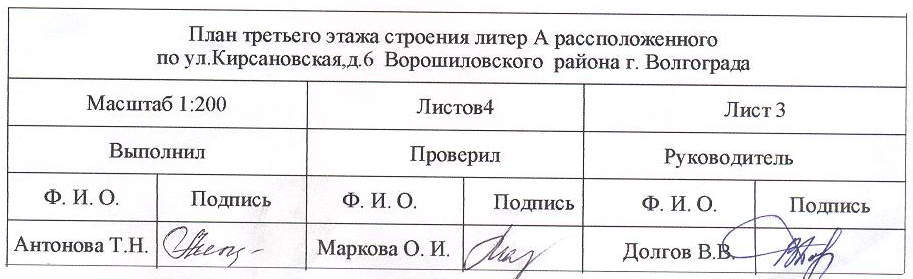 План третьего этажа строения литер А рассположенного
по ул.Кирсановская,д.6 Ворошиловского района г. Волгограда
Масштаб 1:200 Листов4 Лист 3
Выполнил Проверил Руководитель
Ф. И. О. Подпись Ф. И. О. Подпись Ф. И. О. Подпись
Антонова Т.Н. Маркова О. И. Долгов В.В.